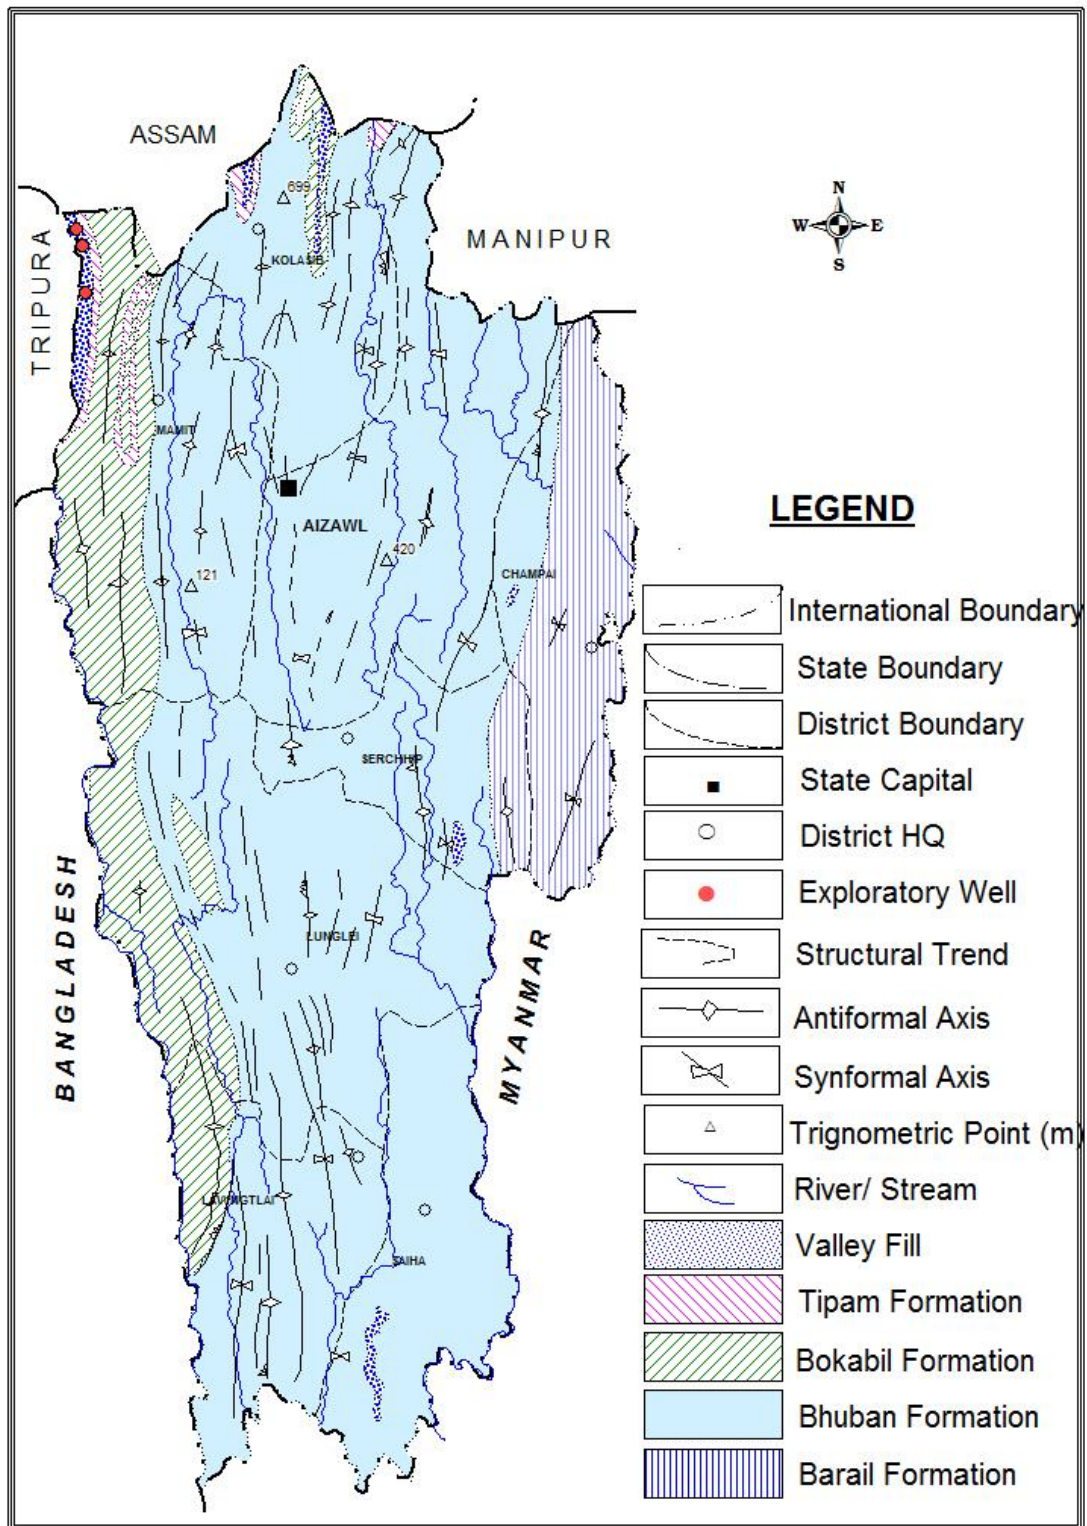 ASSAM
N
W E
S
699
TRIPURA
MANIPUR
KOLASIB
MAMIT
AIZAWL
420
121
CHAMPAI
SERCHHIP
BANGLADESH
LUNGLEI
MYANMAR
SAIHA
LEGEND
International Boundary
State Boundary
District Boundary
State Capital
District HQ
Exploratory Well
Structural Trend
Antiformal Axis
Synformal Axis
Trignometric Point (m)
River/ Stream
Valley Fill
Tipam Formation
Bokabil Formation
Bhuban Formation
Barail Formation